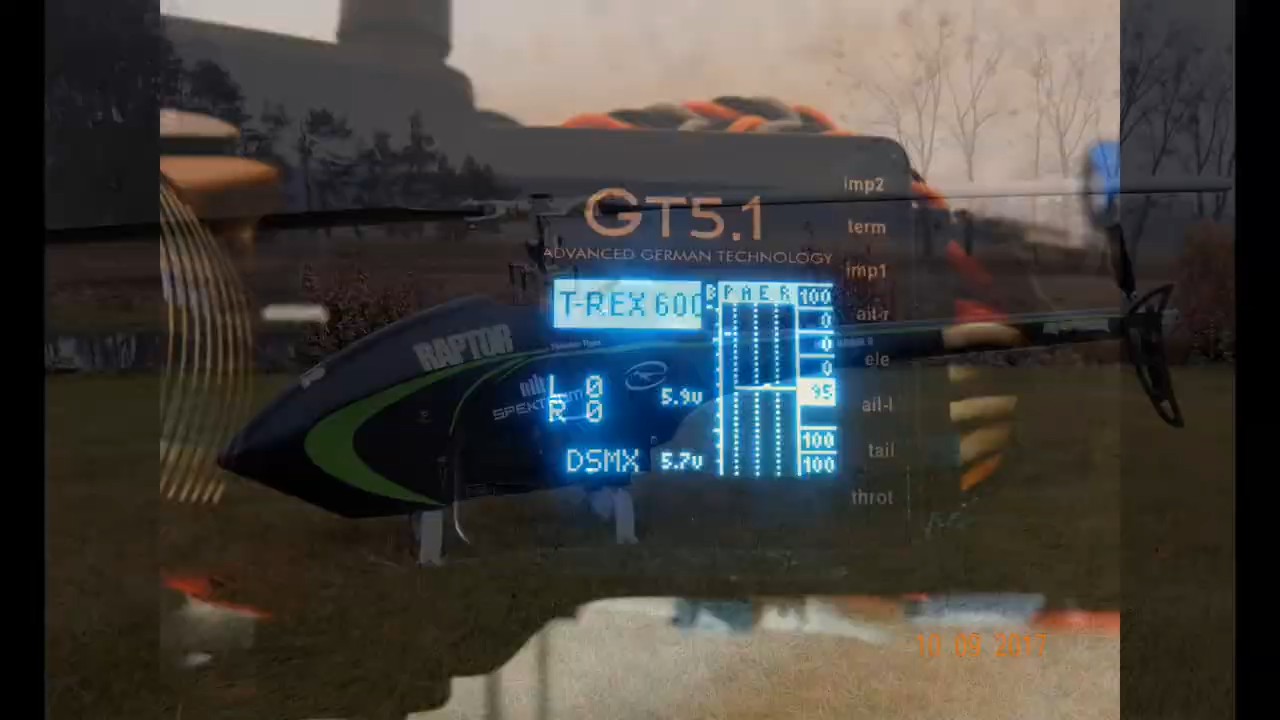 GT5.1
ADVANCED GERMAN TECHNOLOGY
imp2
term
imp1
ail-r
ele
ail-l
tail
throt
T-REX 600
B P A E R 100
0
0
0
95
100
100
L 0
R 0
5.9v
DSMX 5.7v
RAPTOR
10 09 2017